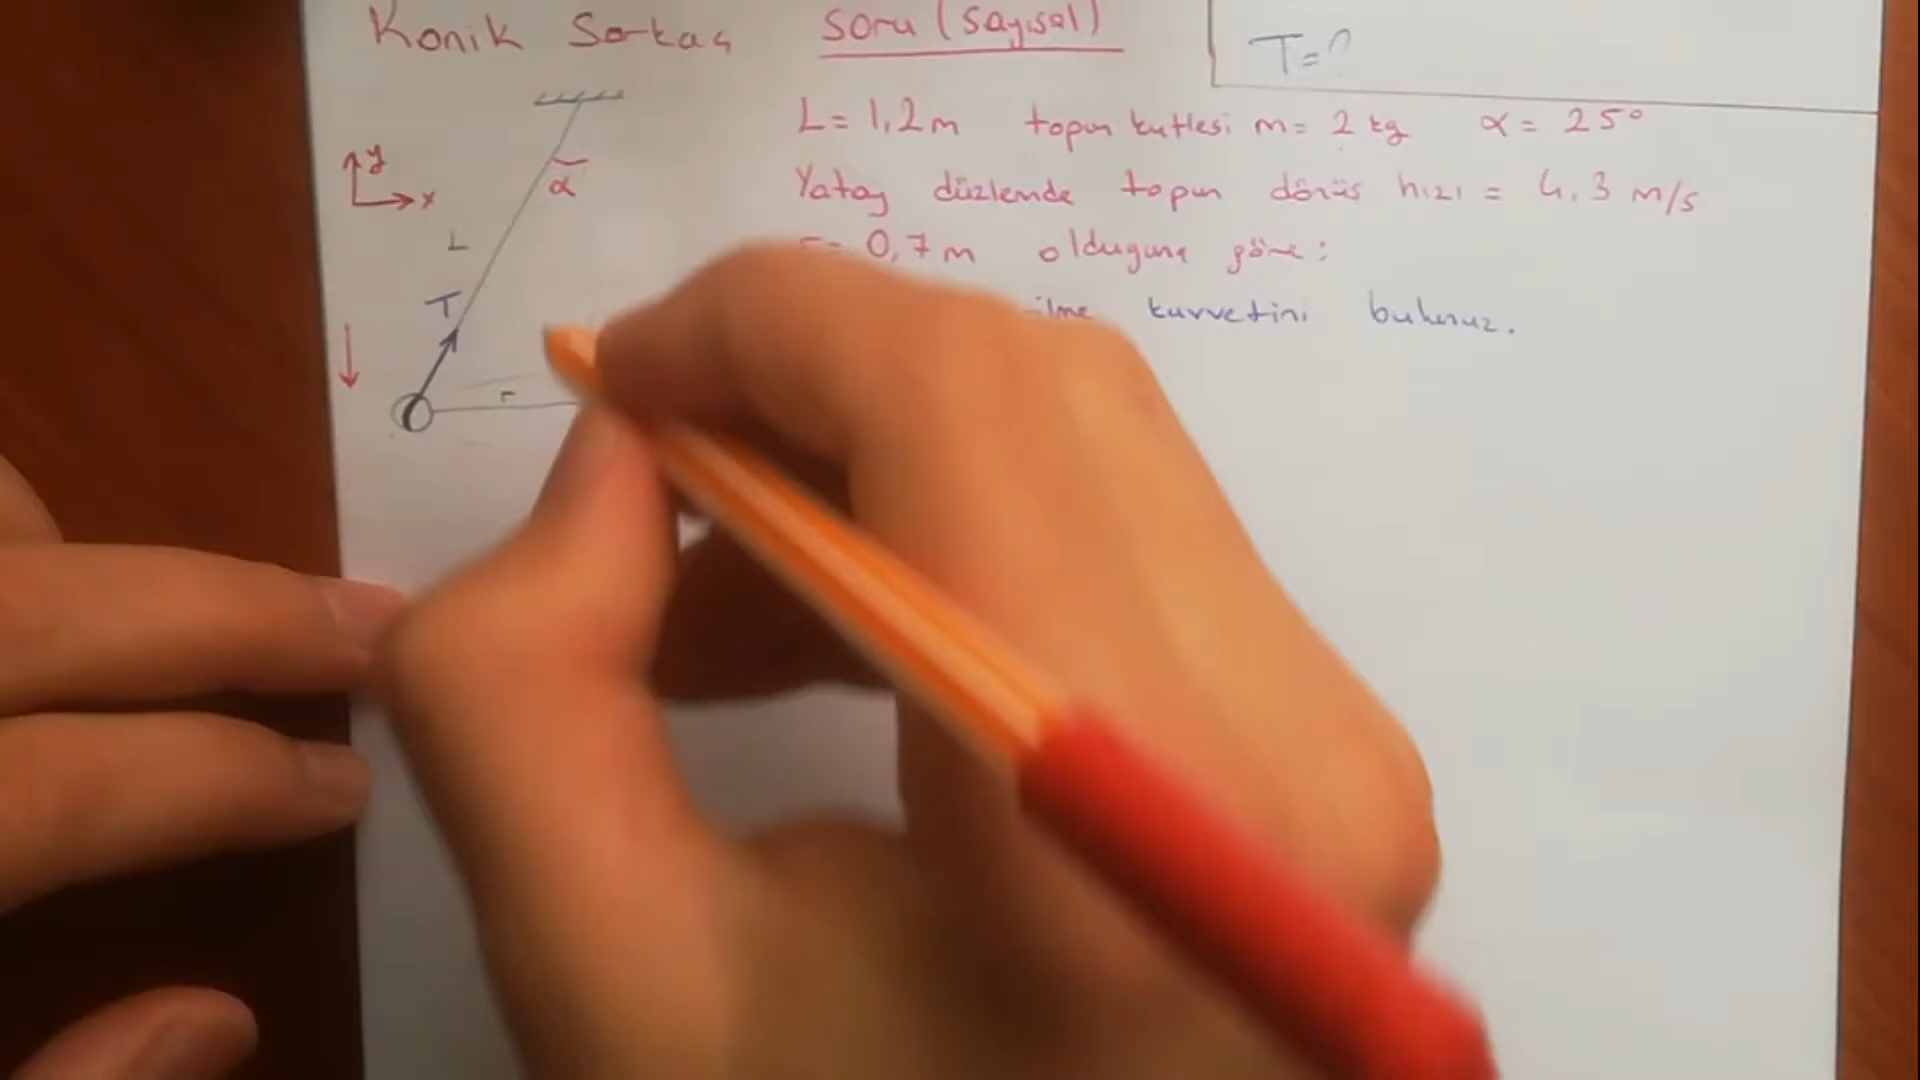 Konik Sarkaç Soru (Sayısal)
T=?
L= 1,2 m topun kütlesi m= 2 kg α = 25°
Yatay düzlemde topun dönüş hızı = 4,3 m/s
0,7 m olduguna göre:
kuvvetini bulunuz.
y
x
α
L
T
r